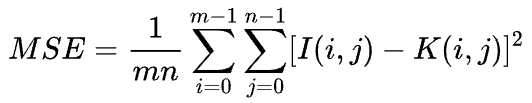 MSE = \frac{1}{mn} \sum_{i=0}^{m-1} \sum_{j=0}^{n-1} [I(i,j) - K(i,j)]^2